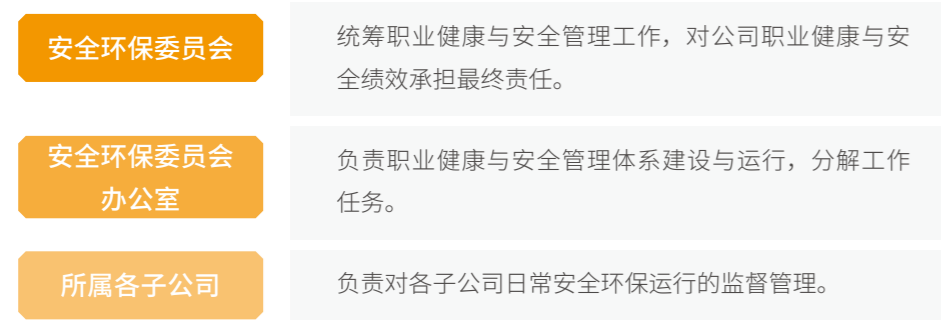 安全环保委员会
统筹职业健康与安全管理工作，对公司职业健康与安
全绩效承担最终责任。
安全环保委员会
办公室
负责职业健康与安全管理体系建设与运行，分解工作
任务。
所属各子公司
负责对各子公司日常安全环保运行的监督管理。